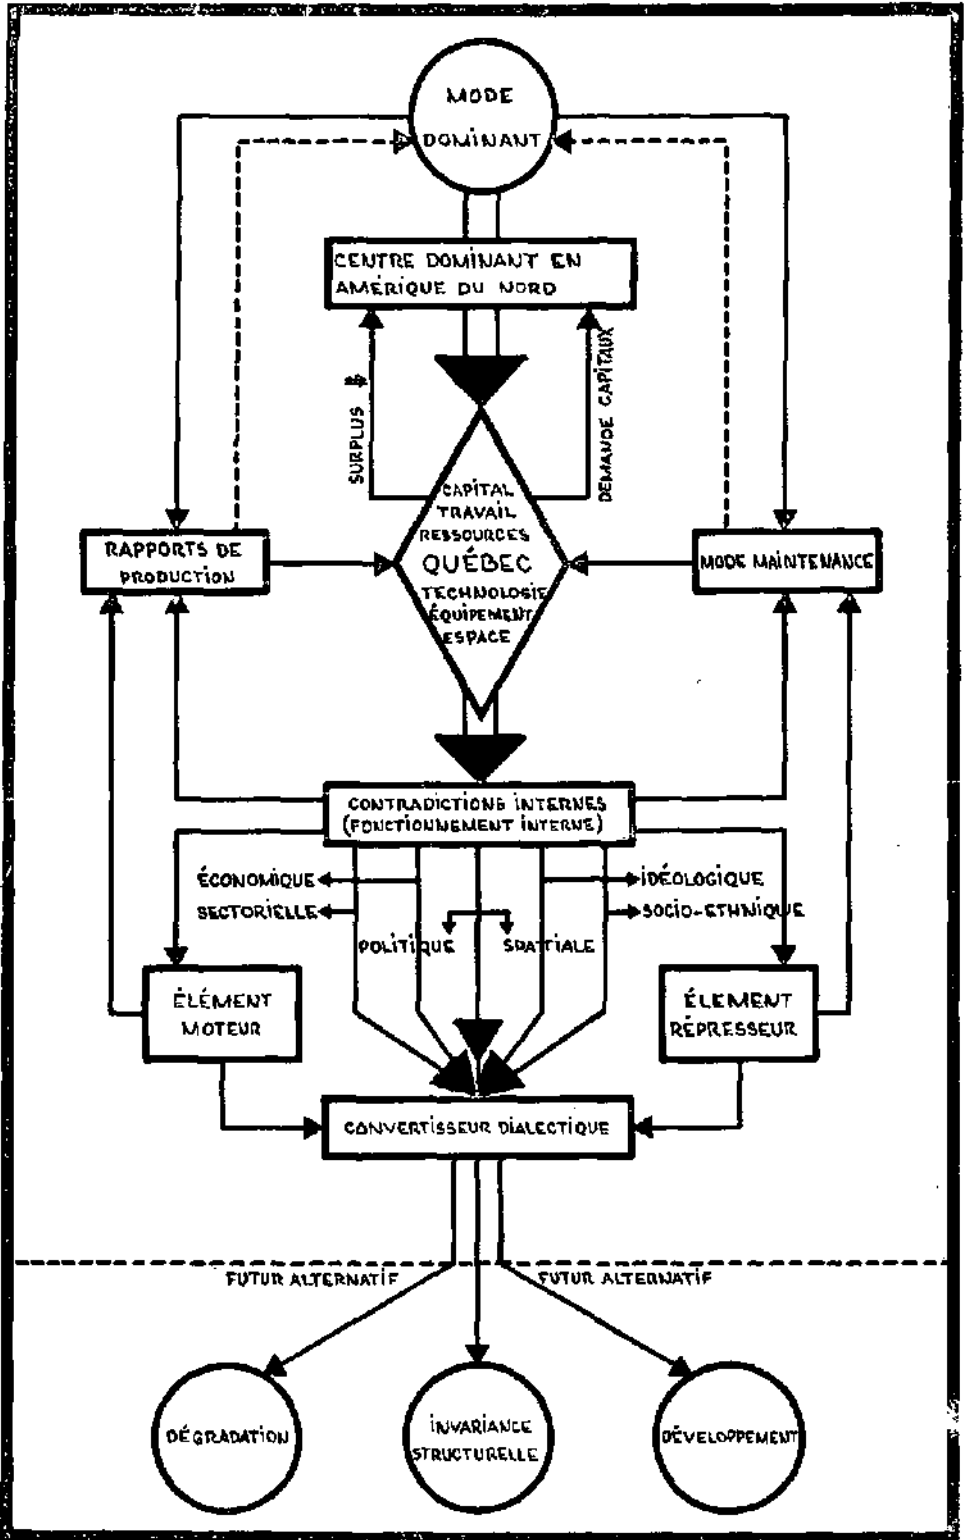 MODE
DOMINANT
CENTRE DOMINANT EN
AMÉRIQUE DU NORD
SURPLUS $
DEMANDE CAPITAUX
CAPITAL
TRAVAIL
RESSOURCES
QUÉBEC
TECHNOLOGIE
ÉQUIPEMENT
ESPACE
RAPPORTS DE
PRODUCTION
MODE MAINTENANCE
CONTRADICTIONS INTERNES
(FONCTIONNEMENT INTERNE)
ÉCONOMIQUE
IDÉOLOGIQUE
SECTORIELLE
SOCIO-ETHNIQUE
POLITIQUE
SPATIALE
ÉLÉMENT
MOTEUR
ÉLEMENT
RÉPRESSEUR
CONVERTISSEUR DIALECTIQUE
FUTUR ALTERNATIF
FUTUR ALTERNATIF
DÉGRADATION
INVARIANCE
STRUCTURELLE
DÉVELOPPEMENT